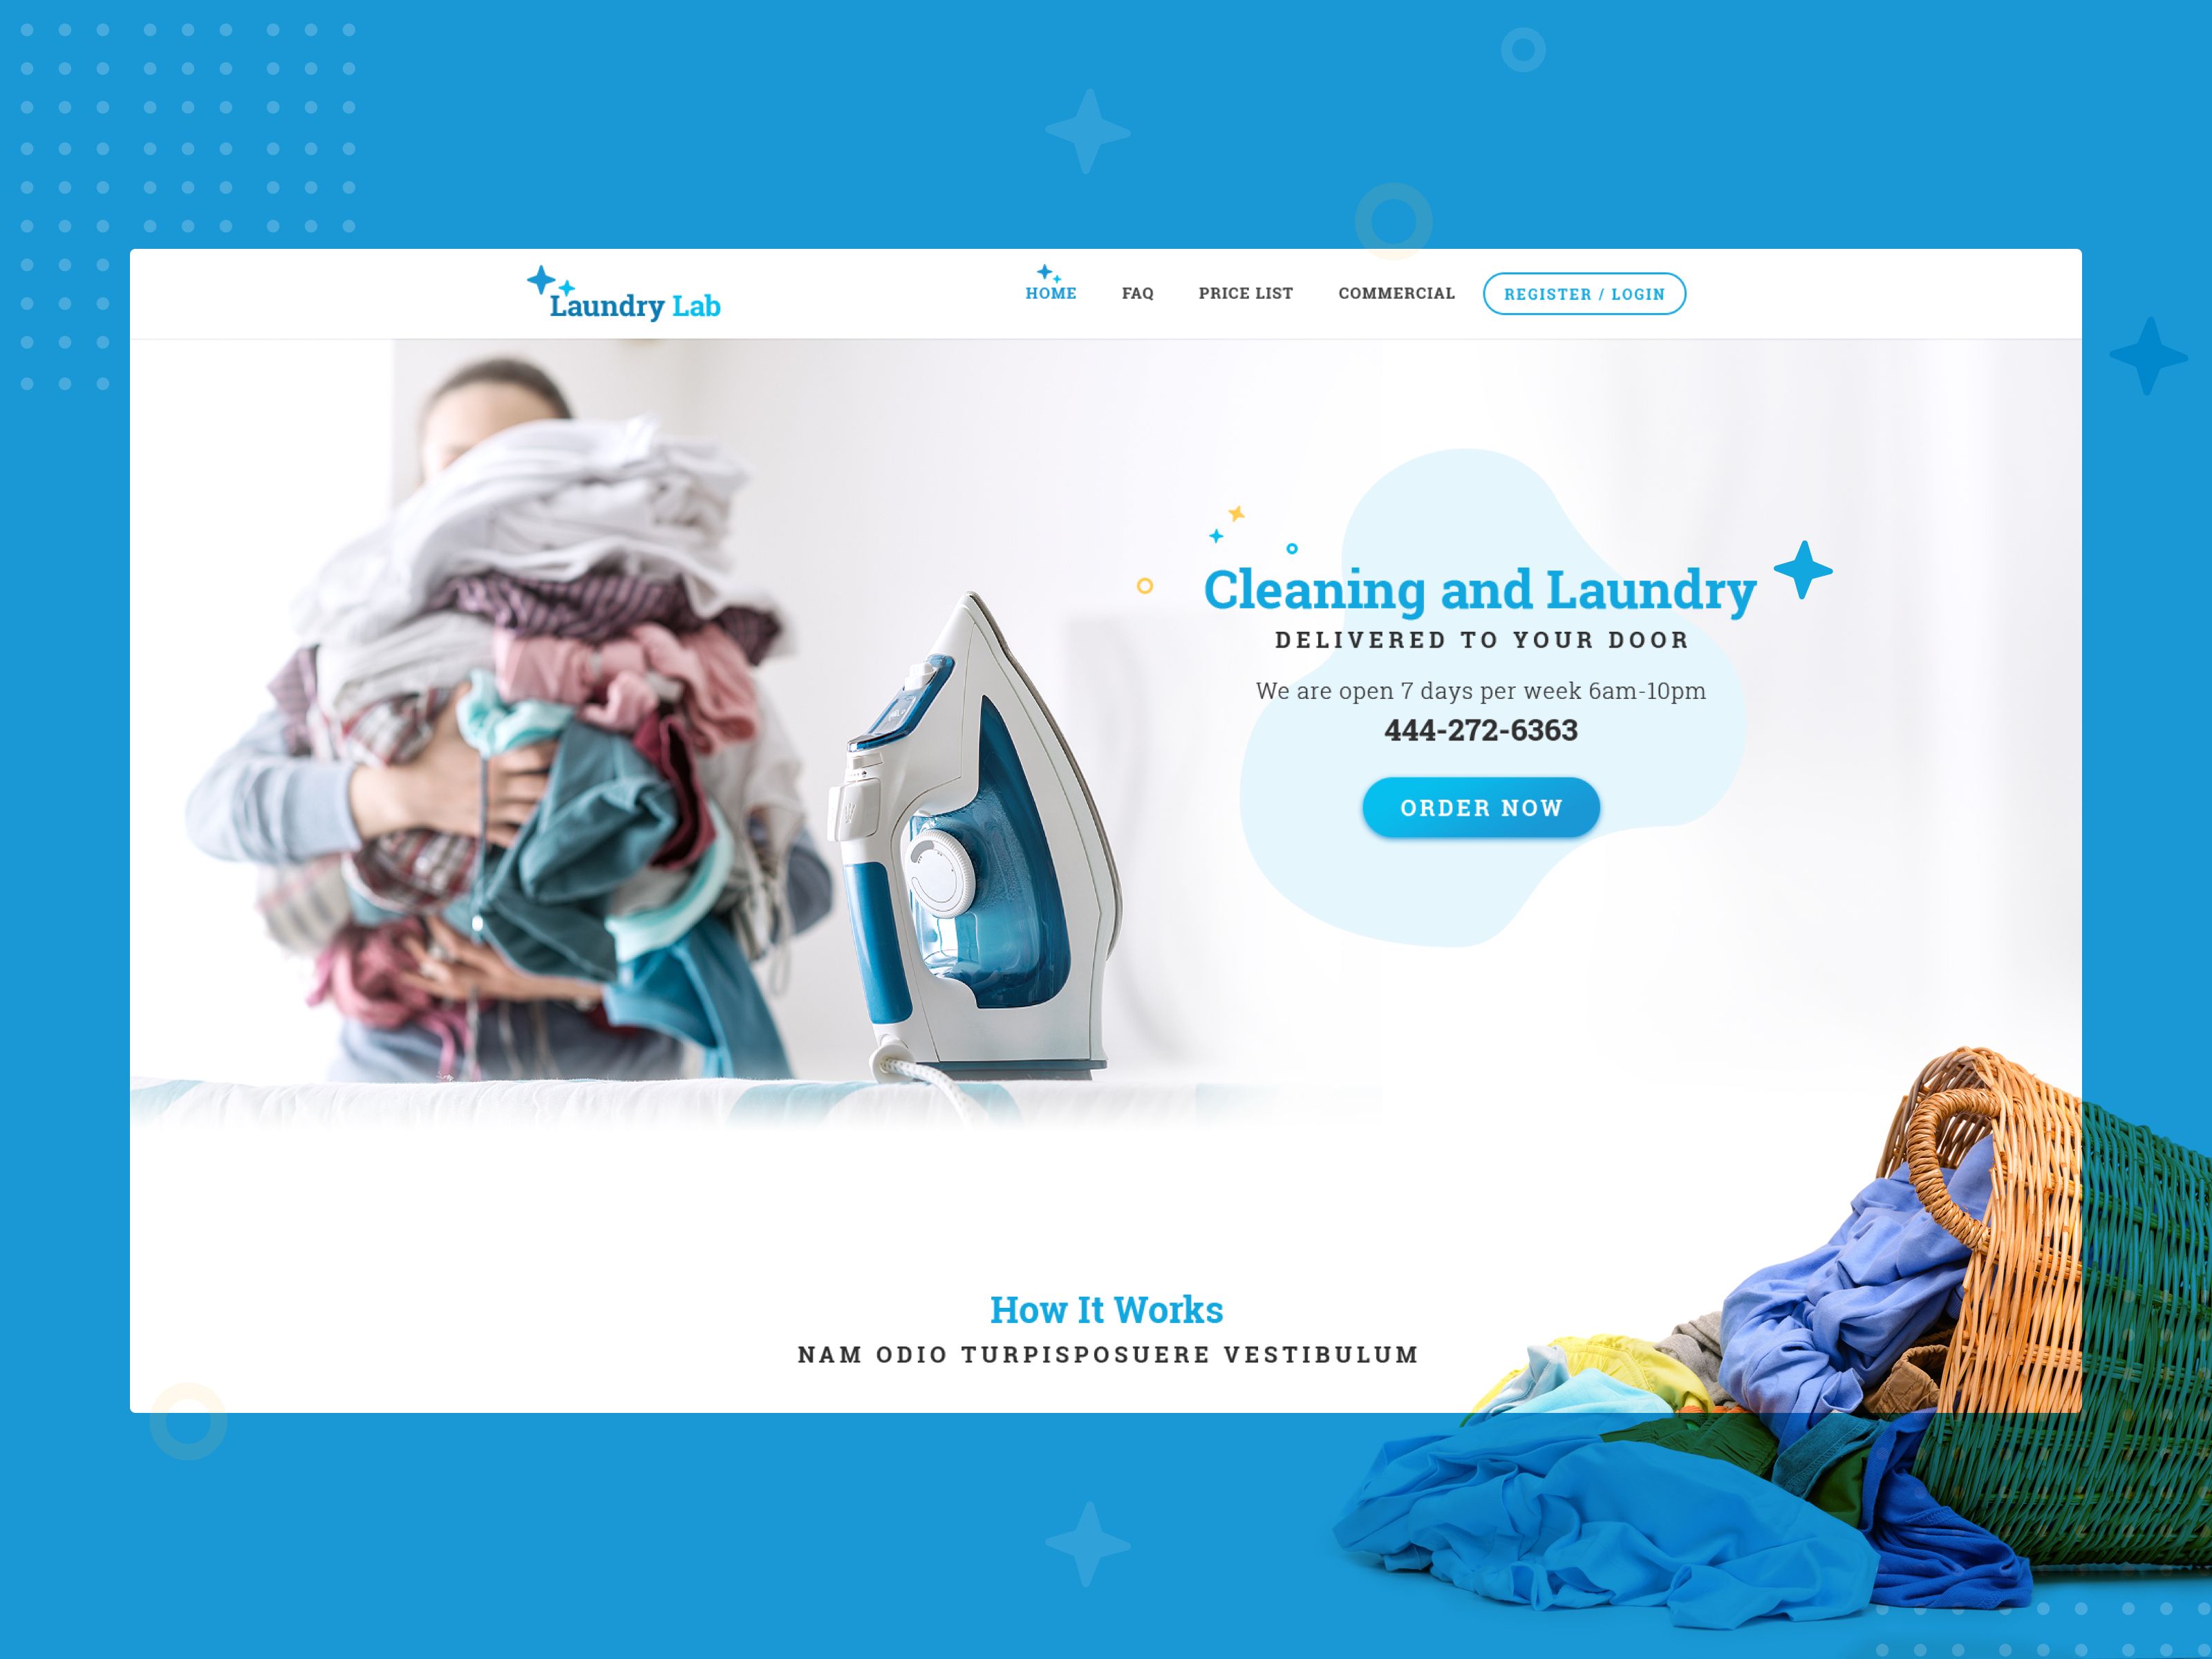 Laundry Lab
HOME FAQ PRICE LIST COMMERCIAL REGISTER / LOGIN
Cleaning and Laundry
DELIVERED TO YOUR DOOR
We are open 7 days per week 6am-10pm
444-272-6363
ORDER NOW
How It Works
NAM ODIO TURPISPOSUERE VESTIBULUM